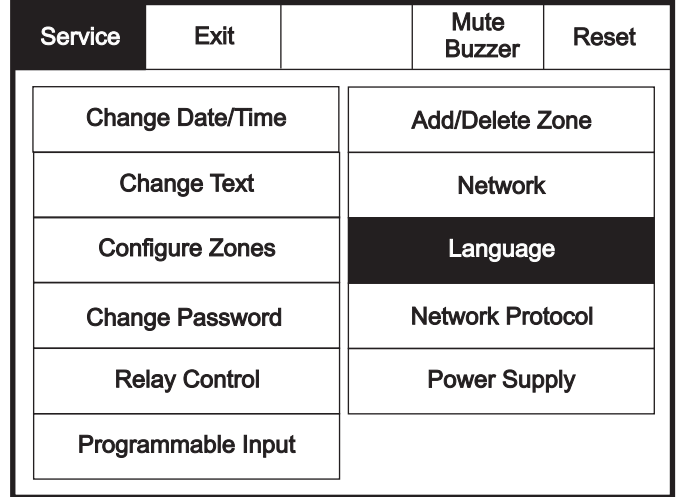 Service
Exit
Mute
Buzzer
Reset
Change Date/Time
Add/Delete Zone
Change Text
Network
Configure Zones
Language
Change Password
Network Protocol
Relay Control
Power Supply
Programmable Input